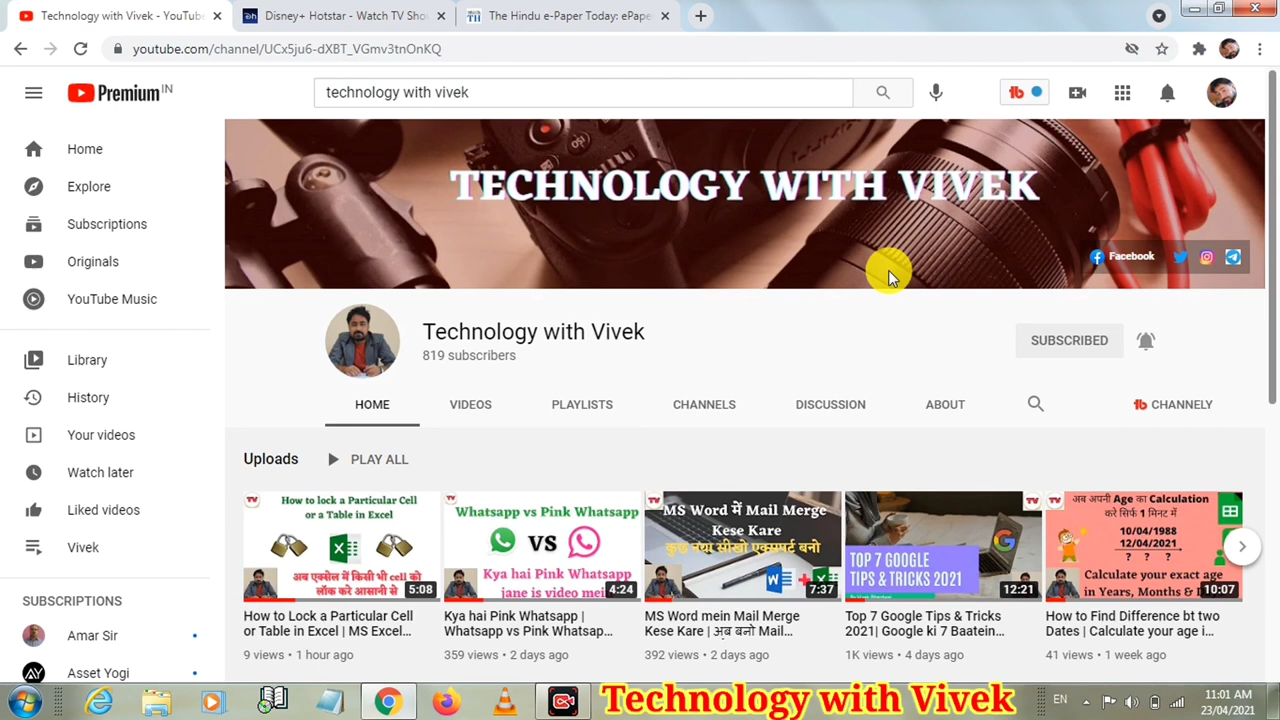 Technology with Vivek - YouTube
Disney+ Hotstar - Watch TV Sho
The Hindu e-Paper Today: ePape
youtube.com/channel/UCx5ju6-dXBT_VGmv3tnOnKQ
Premium IN
technology with vivek
Home
Explore
Subscriptions
Originals
YouTube Music
Library
History
Your videos
Watch later
Liked videos
Vivek
SUBSCRIPTIONS
Amar Sir
Asset Yogi
TECHNOLOGY WITH VIVEK
Facebook
Technology with Vivek
819 subscribers
SUBSCRIBED
HOME VIDEOS PLAYLISTS CHANNELS DISCUSSION ABOUT CHANNELY
Uploads PLAY ALL
How to lock a Particular Cell
or a Table in Excel
अब एक्सेल में किसी भी cell को
लॉक करे आसानी से
5:08
How to Lock a Particular Cell
or Table in Excel | MS Excel...
9 views • 1 hour ago
Whatsapp vs Pink Whatsapp
VS
Kya hai Pink Whatsapp
jane is video mei
4:24
Kya hai Pink Whatsapp |
Whatsapp vs Pink Whatsap...
359 views • 2 days ago
MS Word में Mail Merge
Kese Kare
कुछ नया सीखो एक्सपर्ट बनो
7:37
MS Word mein Mail Merge
Kese Kare | अब बनो Mail...
392 views • 2 days ago
TOP 7 GOOGLE
TIPS & TRICKS 2021
12:21
Top 7 Google Tips & Tricks
2021| Google ki 7 Baatein...
1K views • 4 days ago
अब अपनी Age का Calculation
करे सिर्फ 1 मिनट में
10/04/1988
12/04/2021
? ? ?
Calculate your exact age
in Years, Months &
10:07
How to Find Difference bt two
Dates | Calculate your age i...
41 views • 1 week ago
Technology with Vivek
EN
11:01 AM
23/04/2021